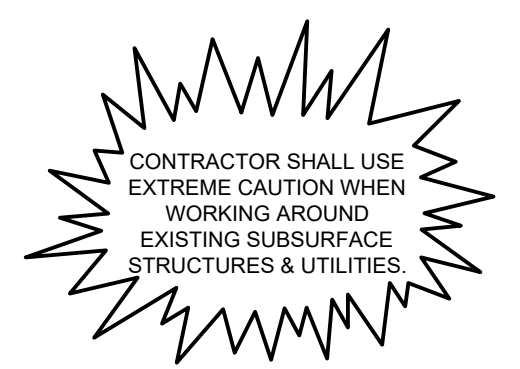 CONTRACTOR SHALL USE
EXTREME CAUTION WHEN
WORKING AROUND
EXISTING SUBSURFACE
STRUCTURES & UTILITIES.